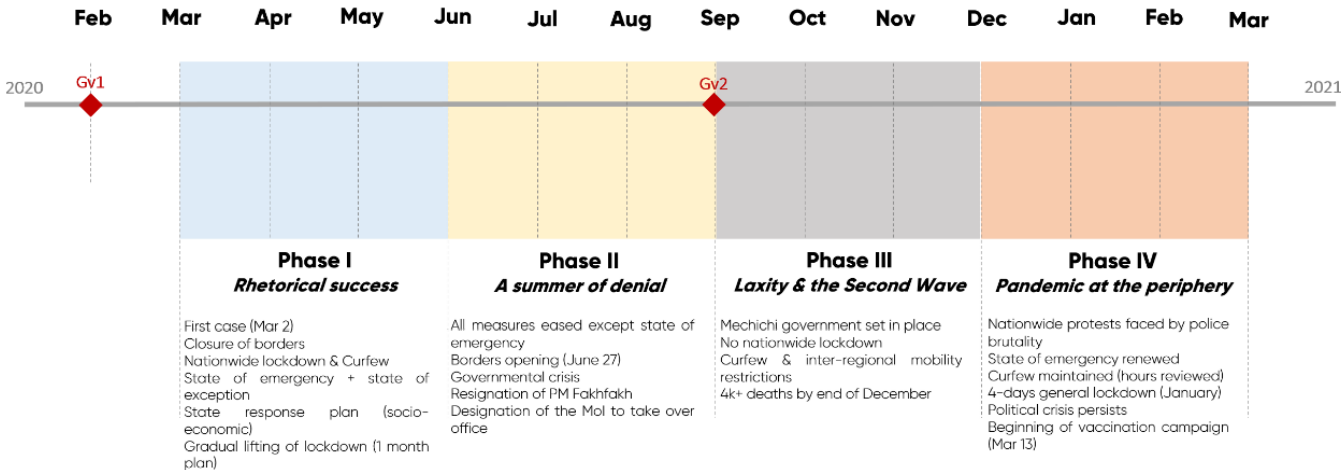 Feb Mar Apr May Jun Jul Aug Sep Oct Nov Dec Jan Feb Mar
Gv1
Gv2
2020
2021
Phase I
Rhetorical success
First case (Mar 2)
Closure of borders
Nationwide lockdown & Curfew
State of emergency + state of
exception
State response plan (socio-
economic)
Gradual lifting of lockdown (1 month
plan)
Phase II
A summer of denial
All measures eased except state of
emergency
Borders opening (June 27)
Governmental crisis
Resignation of PM Fakhfakh
Designation of the MoI to take over
office
Phase III
Laxity & the Second Wave
Mechichi government set in place
No nationwide lockdown
Curfew & inter-regional mobility
restrictions
4k+ deaths by end of December
Phase IV
Pandemic at the periphery
Nationwide protests faced by police
brutality
State of emergency renewed
Curfew maintained (hours reviewed)
4-days general lockdown (January)
Political crisis persists
Beginning of vaccination campaign
(Mar 13)